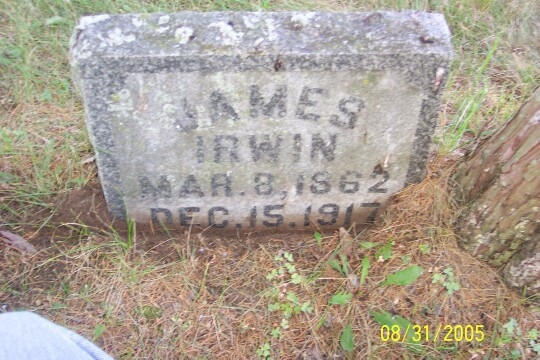 JAMES
IRWIN
MAR. 8, 1862
DEC. 15. 1917
08/31/2005